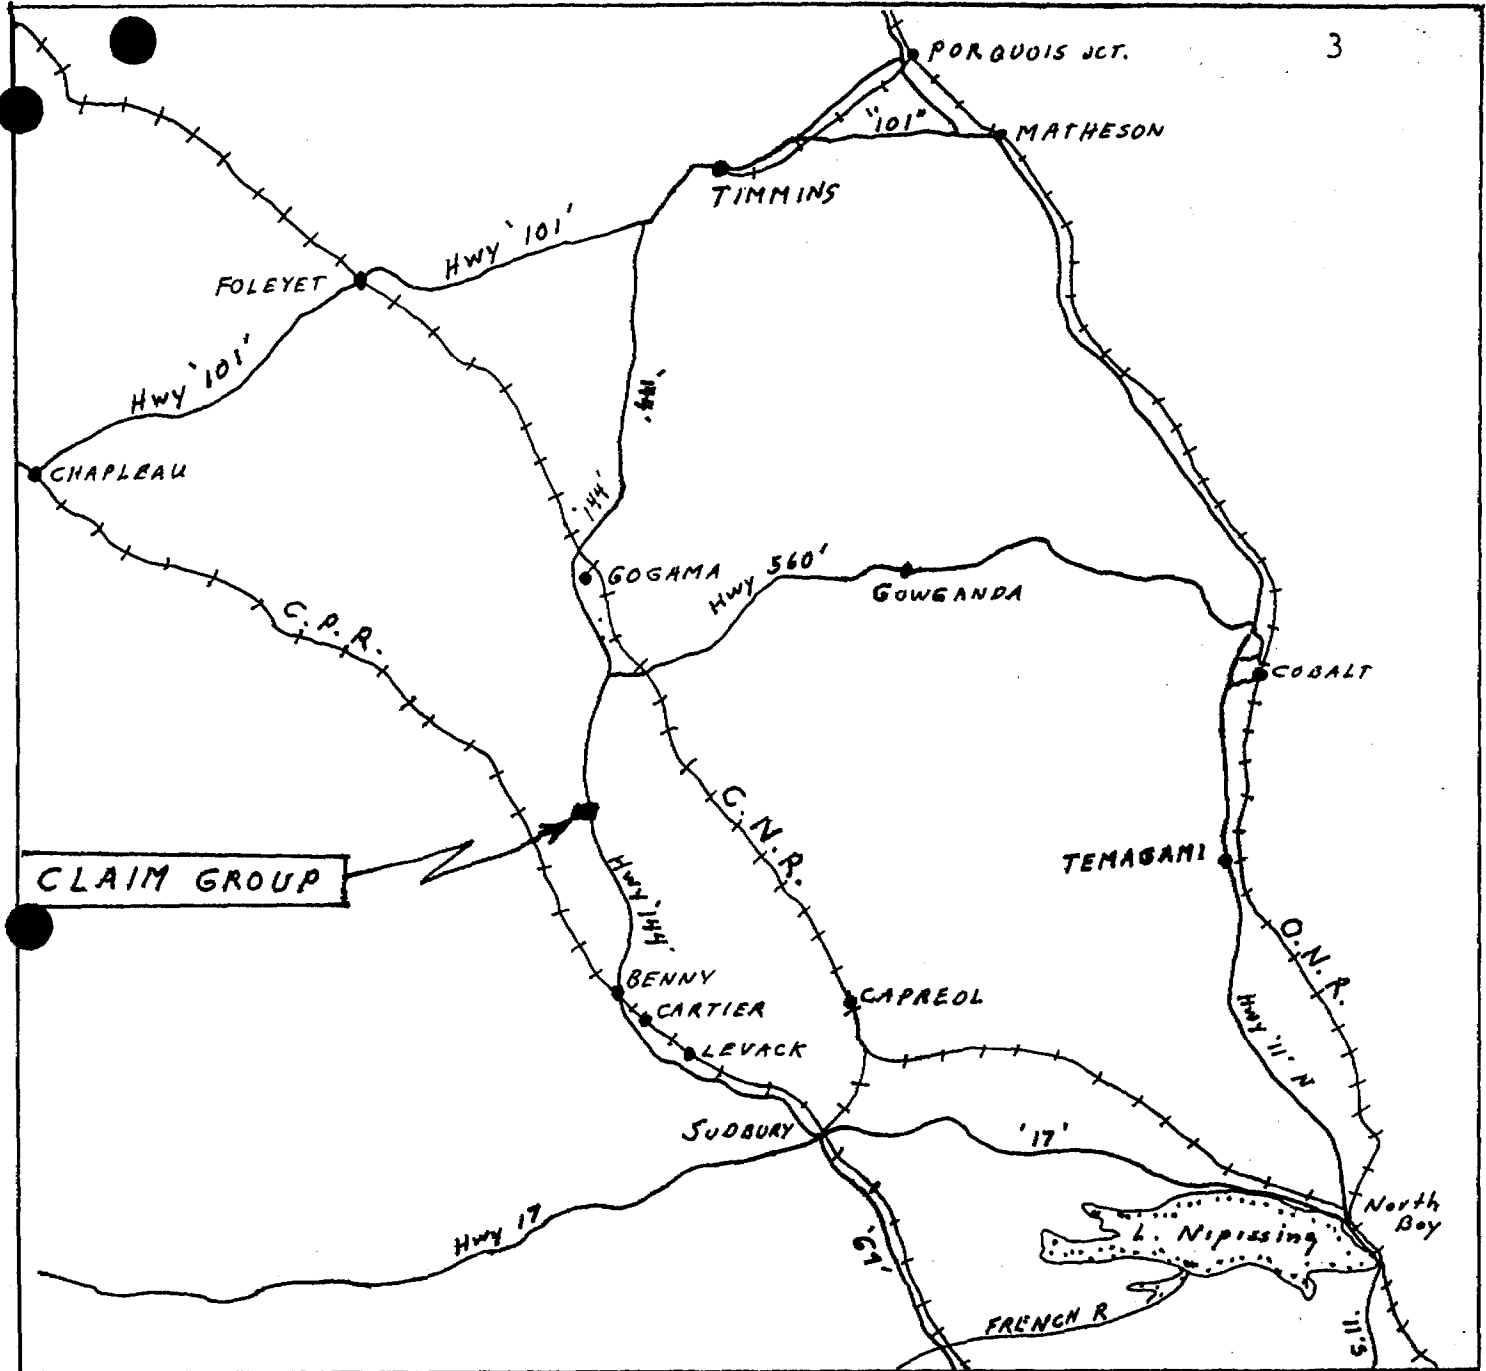 3
PORQUOIS JCT.
"101"
MATHESON
TIMMINS
HWY '101'
FOLEYET
HWY '101'
'144'
CHAPLEAU
'144'
GOGAMA
HWY 560'
GOWGANDA
C.P.R.
COBALT
C.N.R.
CLAIM GROUP
HWY '144'
TEMAGAMI
O.N.R.
BENNY
CAPREOL
CARTIER
HWY '11' N
LEVACK
SUDBURY
'17'
North
Bay
L. Nipissing
HWY 17
'69'
FRENCH R
'11'S